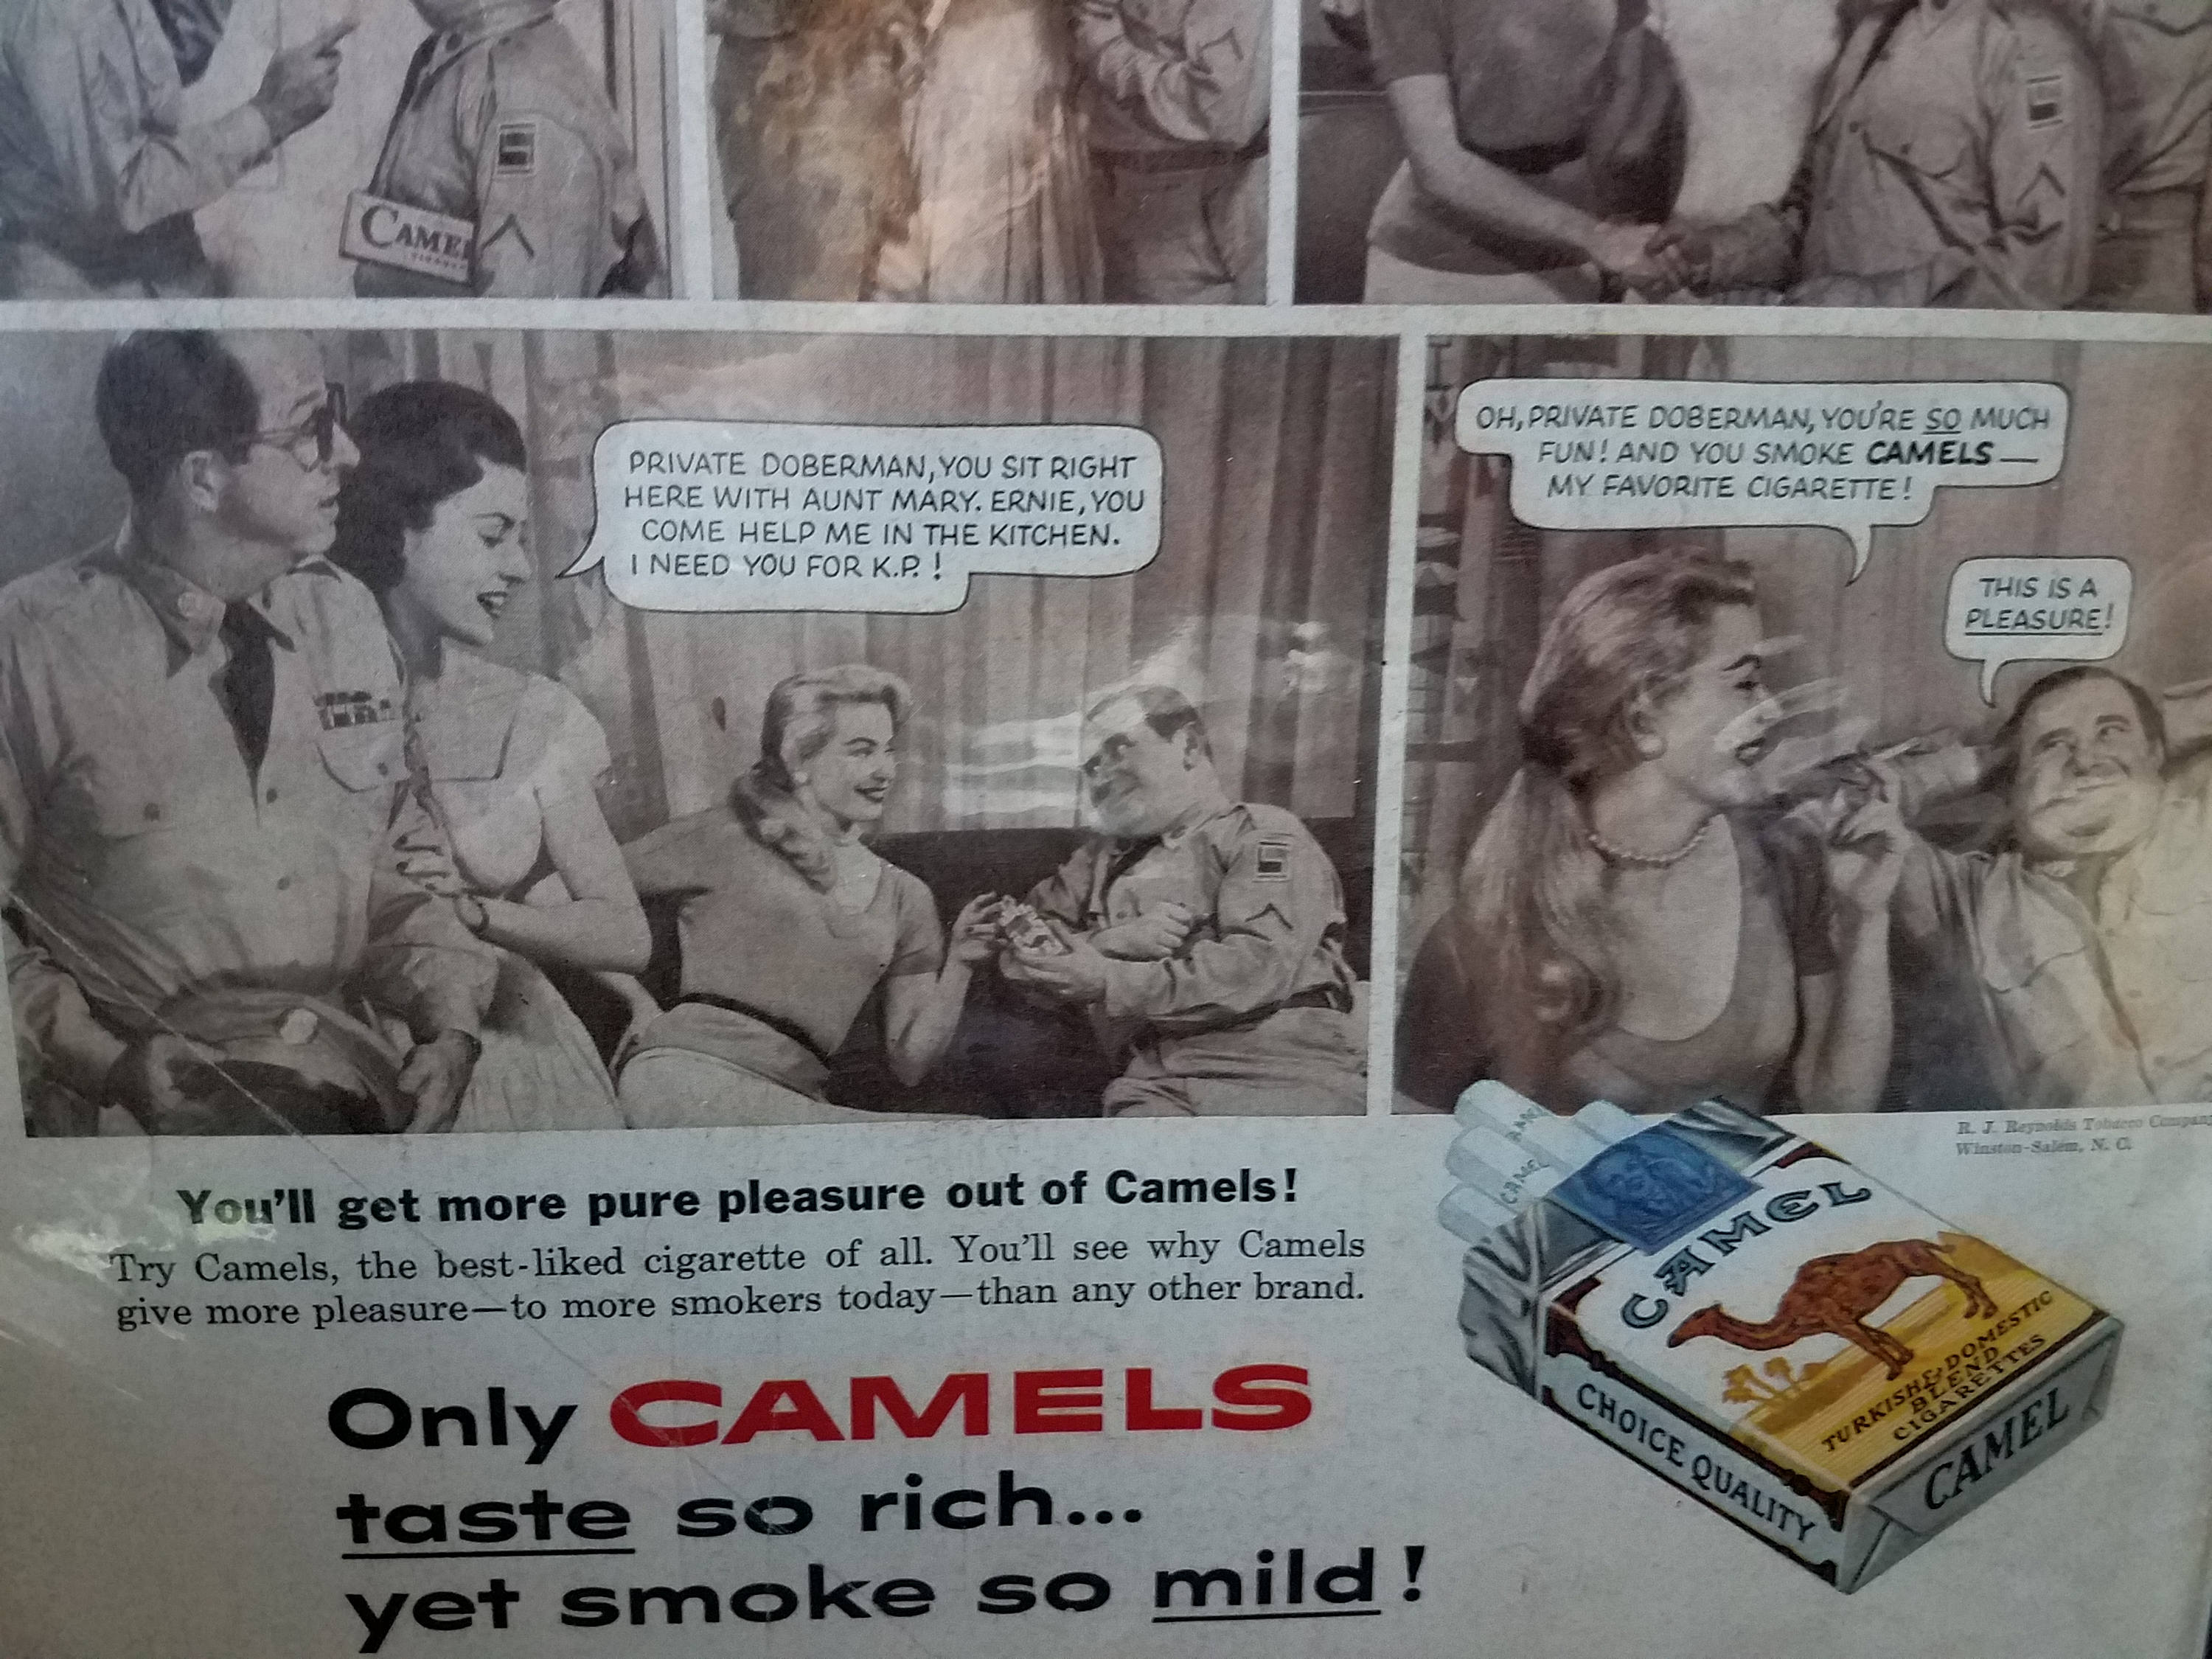 CAMEL
PRIVATE DOBERMAN, YOU SIT RIGHT
HERE WITH AUNT MARY. ERNIE, YOU
COME HELP ME IN THE KITCHEN.
I NEED YOU FOR K.P. !
OH, PRIVATE DOBERMAN, YOU'RE SO MUCH
FUN! AND YOU SMOKE CAMELS—
MY FAVORITE CIGARETTE!
THIS IS A
PLEASURE!
R. J. Reynolds Tobacco Company
Winston-Salem, N. C.
You'll get more pure pleasure out of Camels!
Try Camels, the best-liked cigarette of all. You'll see why Camels
give more pleasure—to more smokers today—than any other brand.
Only CAMELS
taste so rich...
yet smoke so mild!
CAMEL
CAMEL
CAMEL
TURKISH & DOMESTIC
BLEND
CIGARETTES
CHOICE QUALITY
CAMEL